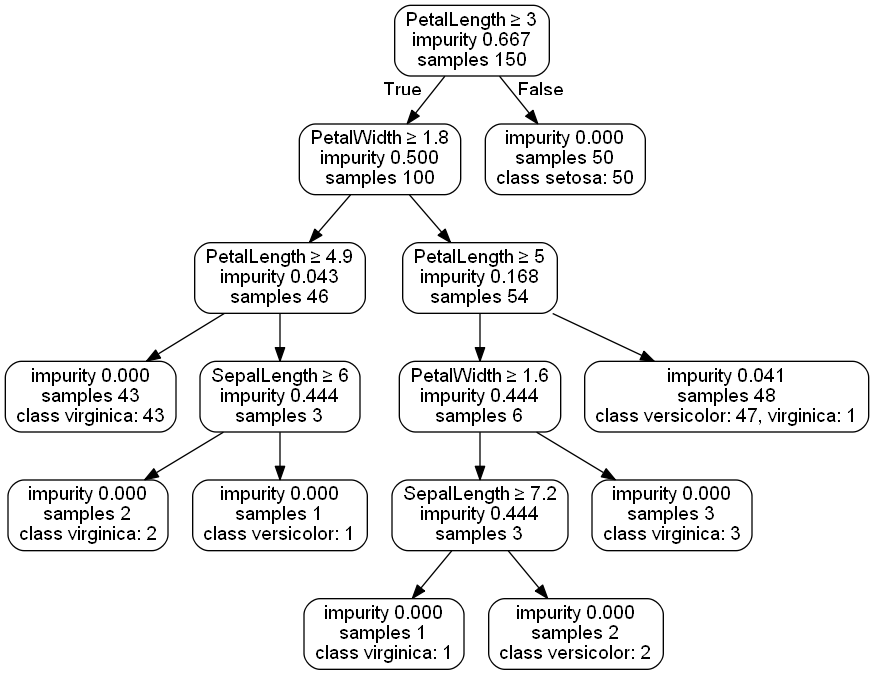 PetalLength ≥ 3
impurity 0.667
samples 150
True
False
PetalWidth ≥ 1.8
impurity 0.500
samples 100
impurity 0.000
samples 50
class setosa: 50
PetalLength ≥ 4.9
impurity 0.043
samples 46
PetalLength ≥ 5
impurity 0.168
samples 54
impurity 0.000
samples 43
class virginica: 43
SepalLength ≥ 6
impurity 0.444
samples 3
PetalWidth ≥ 1.6
impurity 0.444
samples 6
impurity 0.041
samples 48
class versicolor: 47, virginica: 1
impurity 0.000
samples 2
class virginica: 2
impurity 0.000
samples 1
class versicolor: 1
SepalLength ≥ 7.2
impurity 0.444
samples 3
impurity 0.000
samples 3
class virginica: 3
impurity 0.000
samples 1
class virginica: 1
impurity 0.000
samples 2
class versicolor: 2